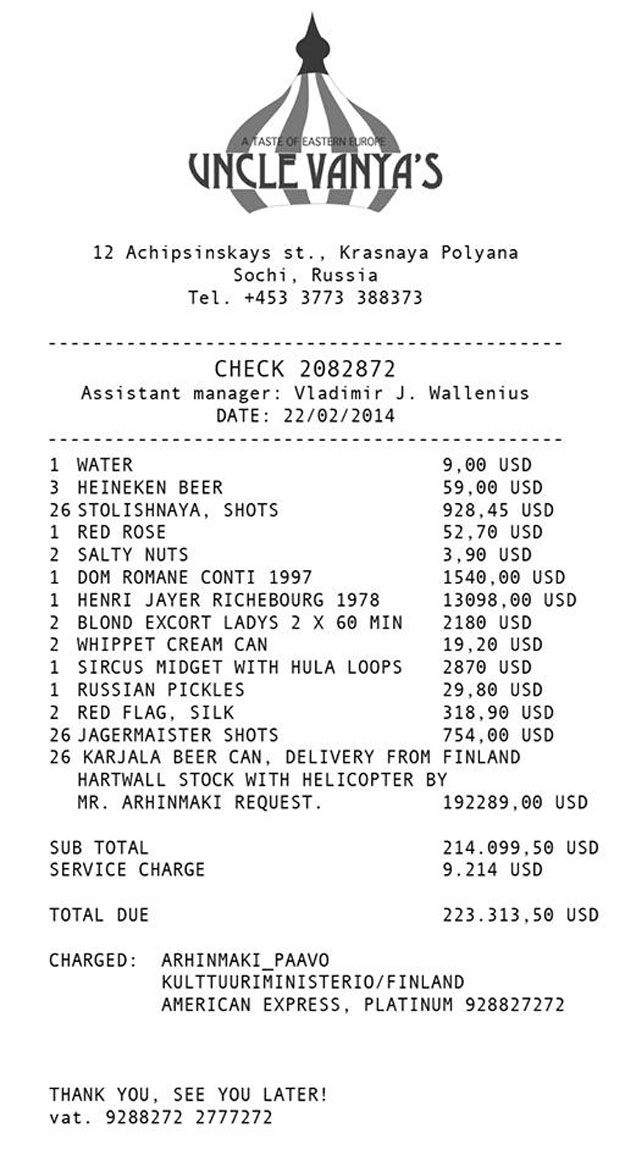 A TASTE OF EASTERN EUROPE
UNCLE VANYA'S
12 Achipsinskays st., Krasnaya Polyana
Sochi, Russia
Tel. +453 3773 388373
----------------------------------------------
CHECK 2082872
Assistant manager: Vladimir J. Wallenius
DATE: 22/02/2014
----------------------------------------------
1 WATER 9,00 USD
3 HEINEKEN BEER 59,00 USD
26 STOLISHNAYA, SHOTS 928,45 USD
1 RED ROSE 52,70 USD
2 SALTY NUTS 3,90 USD
1 DOM ROMANE CONTI 1997 1540,00 USD
1 HENRI JAYER RICHEBOURG 1978 13098,00 USD
2 BLOND EXCORT LADYS 2 X 60 MIN 2180 USD
2 WHIPPET CREAM CAN 19,20 USD
1 SIRCUS MIDGET WITH HULA LOOPS 2870 USD
1 RUSSIAN PICKLES 29,80 USD
2 RED FLAG, SILK 318,90 USD
26 JAGERMAISTER SHOTS 754,00 USD
26 KARJALA BEER CAN, DELIVERY FROM FINLAND
HARTWALL STOCK WITH HELICOPTER BY
MR. ARHINMAKI REQUEST. 192289,00 USD
SUB TOTAL 214.099,50 USD
SERVICE CHARGE 9.214 USD
TOTAL DUE 223.313,50 USD
CHARGED: ARHINMAKI_PAAVO
KULTTUURIMINISTERIO/FINLAND
AMERICAN EXPRESS, PLATINUM 928827272
THANK YOU, SEE YOU LATER!
vat. 9288272 2777272